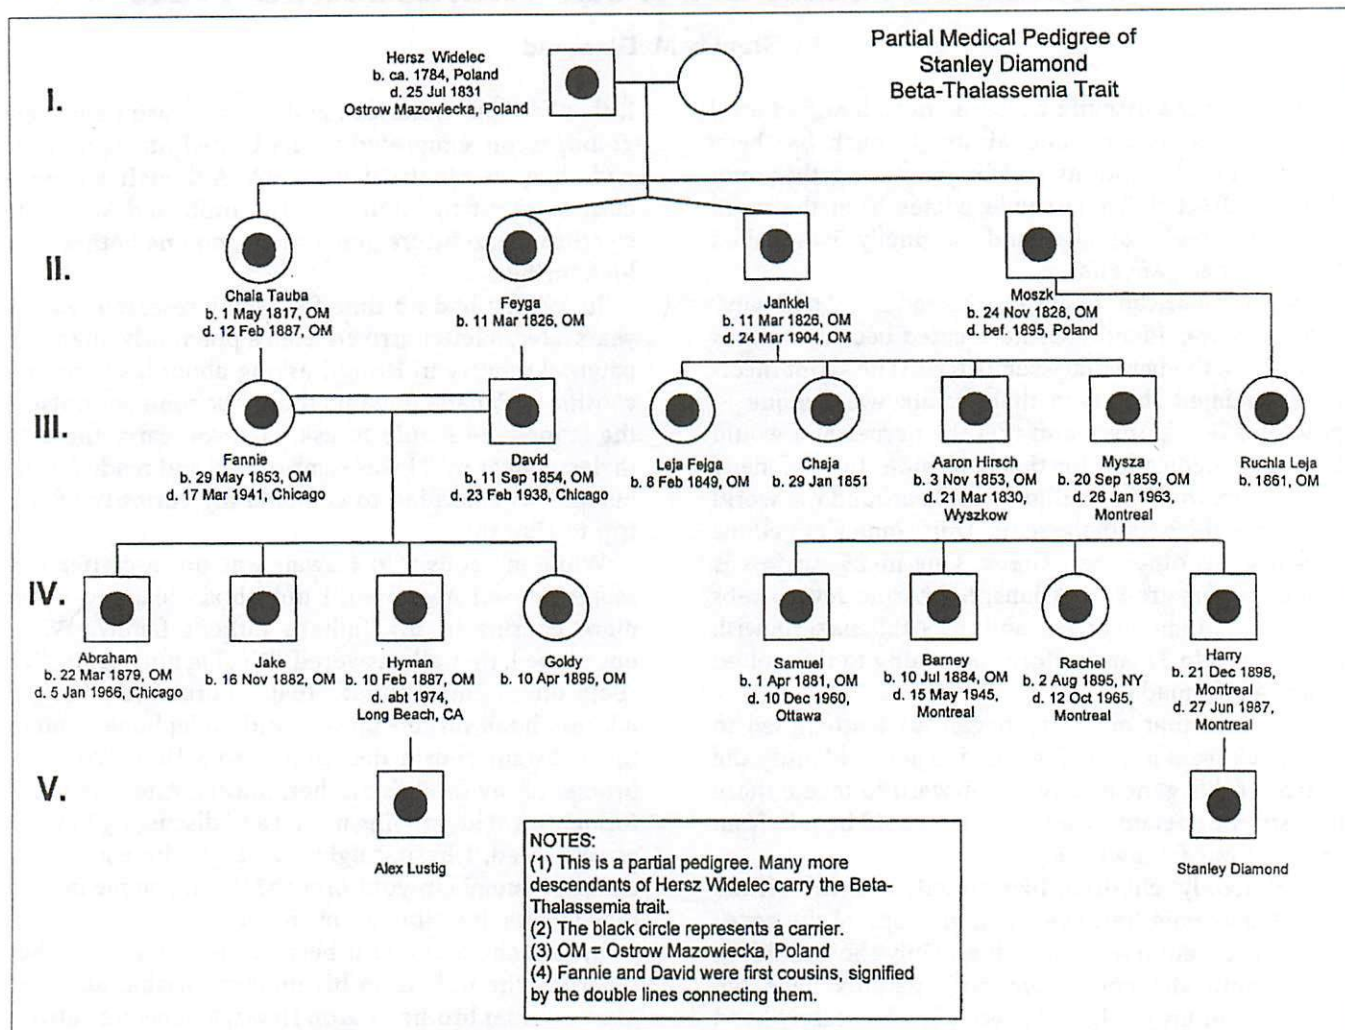 Partial Medical Pedigree of
Stanley Diamond
Beta-Thalassemia Trait
I.
Hersz Widelec
b. ca. 1784, Poland
d. 25 Jul 1831
Ostrow Mazowiecka, Poland
II.
Chala Tauba
b. 1 May 1817, OM
d. 12 Feb 1887, OM
Feyga
b. 11 Mar 1826, OM
Jankiel
b. 11 Mar 1826, OM
d. 24 Mar 1904, OM
Moszk
b. 24 Nov 1828, OM
d. bef. 1895, Poland
III.
Fannie
b. 29 May 1853, OM
d. 17 Mar 1941, Chicago
David
b. 11 Sep 1854, OM
d. 23 Feb 1938, Chicago
Leja Fejga
b. 8 Feb 1849, OM
Chaja
b. 29 Jan 1851
Aaron Hirsch
b. 3 Nov 1853, OM
d. 21 Mar 1830,
Wyszkow
Mysza
b. 20 Sep 1859, OM
d. 26 Jan 1963,
Montreal
Ruchla Leja
b. 1861, OM
IV.
Abraham
b. 22 Mar 1879, OM
d. 5 Jan 1966, Chicago
Jake
b. 16 Nov 1882, OM
Hyman
b. 10 Feb 1887, OM
d. abt 1974,
Long Beach, CA
Goldy
b. 10 Apr 1895, OM
Samuel
b. 1 Apr 1881, OM
d. 10 Dec 1960,
Ottawa
Barney
b. 10 Jul 1884, OM
d. 15 May 1945,
Montreal
Rachel
b. 2 Aug 1895, NY
d. 12 Oct 1965,
Montreal
Harry
b. 21 Dec 1898,
Montreal
d. 27 Jun 1987,
Montreal
V.
Alex Lustig
Stanley Diamond
NOTES:
(1) This is a partial pedigree. Many more
descendants of Hersz Widelec carry the Beta-
Thalassemia trait.
(2) The black circle represents a carrier.
(3) OM = Ostrow Mazowiecka, Poland
(4) Fannie and David were first cousins, signified
by the double lines connecting them.